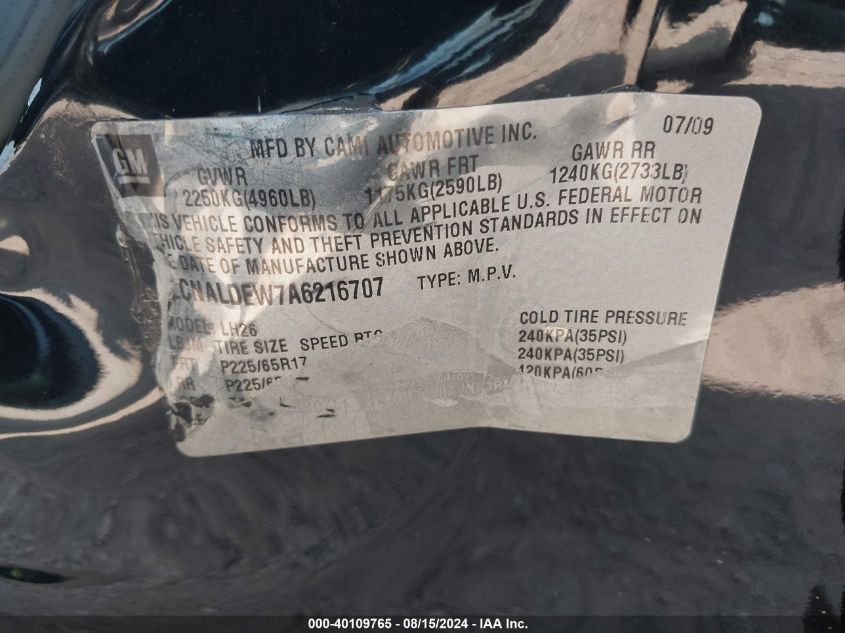 GM
MFD BY CAMI AUTOMOTIVE INC.
07/09
GVWR
GAWR FRT
GAWR RR
2250KG(4960LB)
1175KG(2590LB)
1240KG(2733LB)
VEHICLE CONFORMS TO ALL APPLICABLE U.S. FEDERAL MOTOR
SAFETY AND THEFT PREVENTION STANDARDS IN EFFECT ON
DATE OF MANUFACTURE SHOWN ABOVE.
CNALDEW7A6216707
TYPE: M.P.V.
MODEL: LH26
TIRE SIZE SPEED
COLD TIRE PRESSURE
P225/65R17
240KPA(35PSI)
RR
240KPA(35PSI)
000-40109765 - 08/15/2024 - IAA Inc.